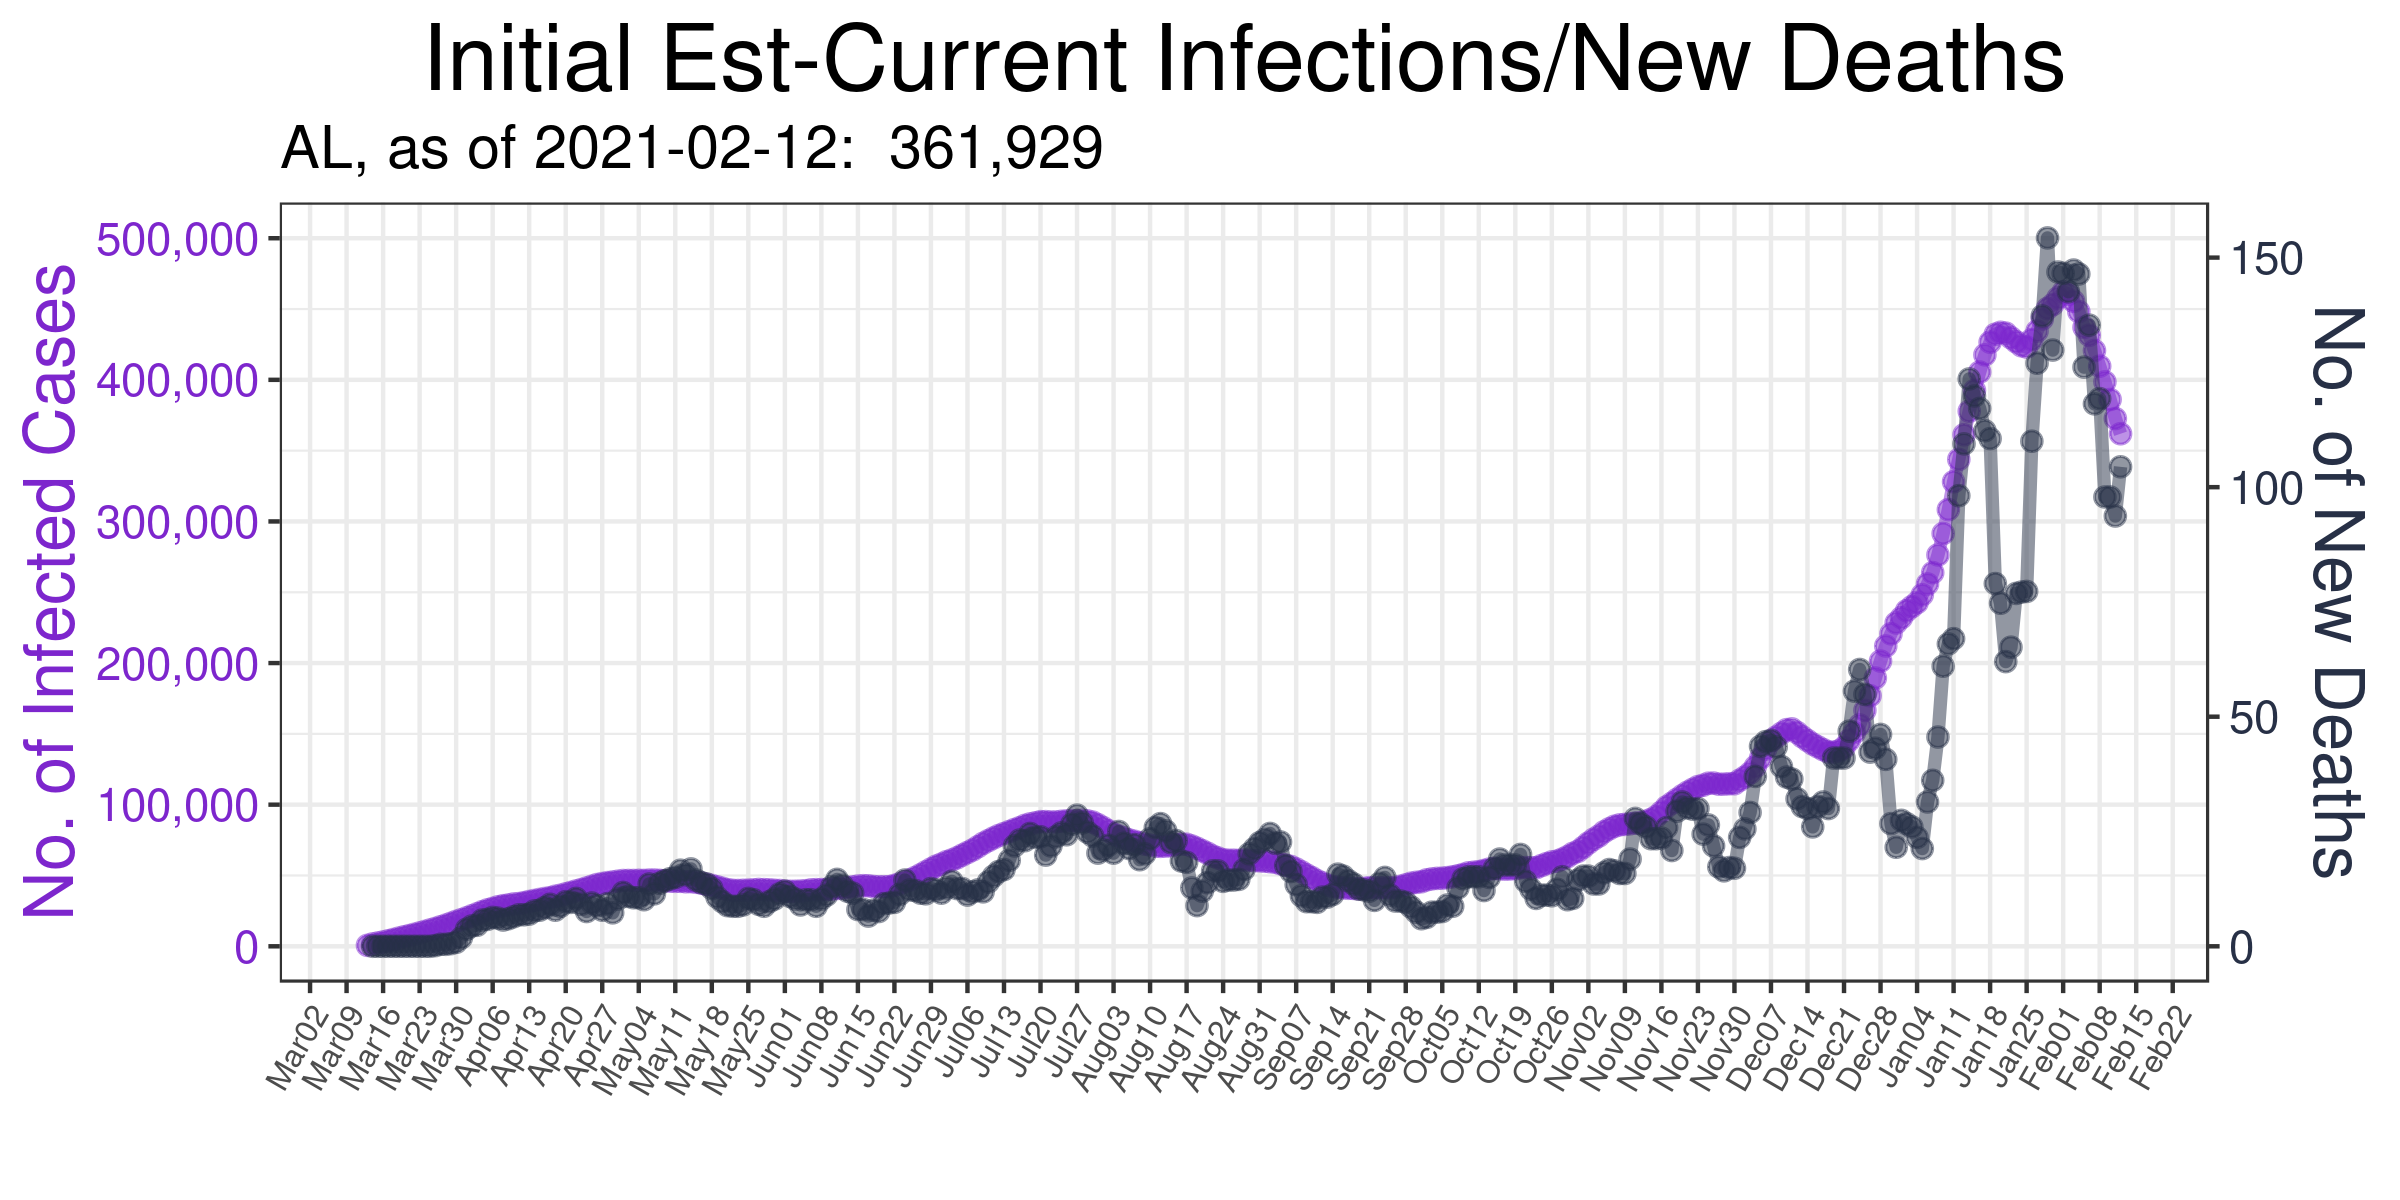 Initial Est-Current Infections/New Deaths
AL, as of 2021-02-12: 361,929
No. of Infected Cases
500,000
400,000
300,000
200,000
100,000
0
150
100
50
0
No. of New Deaths
Mar02
Mar09
Mar16
Mar23
Mar30
Apr06
Apr13
Apr20
Apr27
May04
May11
May18
May25
Jun01
Jun08
Jun15
Jun22
Jun29
Jul06
Jul13
Jul20
Jul27
Aug03
Aug10
Aug17
Aug24
Aug31
Sep07
Sep14
Sep21
Sep28
Oct05
Oct12
Oct19
Oct26
Nov02
Nov09
Nov16
Nov23
Nov30
Dec07
Dec14
Dec21
Dec28
Jan04
Jan11
Jan18
Jan25
Feb01
Feb08
Feb15
Feb22